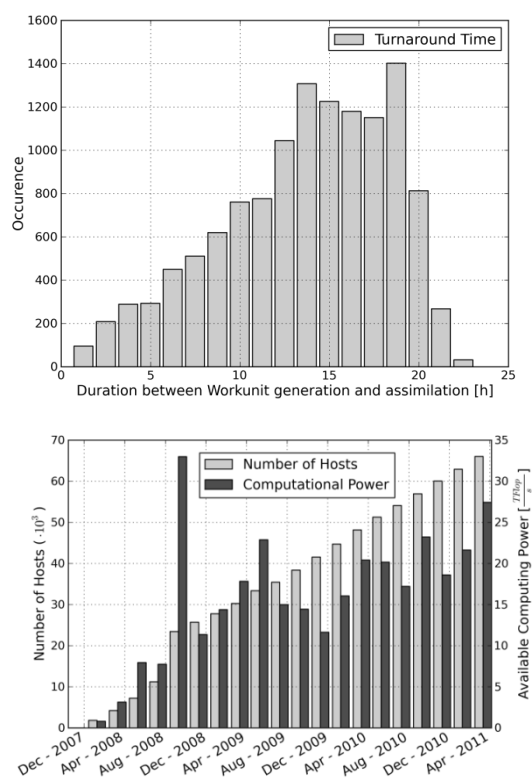 1600
1400
1200
1000
800
600
400
200
0
Occurence
Turnaround Time
0 5 10 15 20 25
Duration between Workunit generation and assimilation [h]
70
60
50
40
30
20
10
0
Number of Hosts ( ·10³)
Number of Hosts
Computational Power
35
30
25
20
15
10
5
0
Available Computing Power [TFlop/s]
Dec - 2007 Apr - 2008 Aug - 2008 Dec - 2008 Apr - 2009 Aug - 2009 Dec - 2009 Apr - 2010 Aug - 2010 Dec - 2010 Apr - 2011